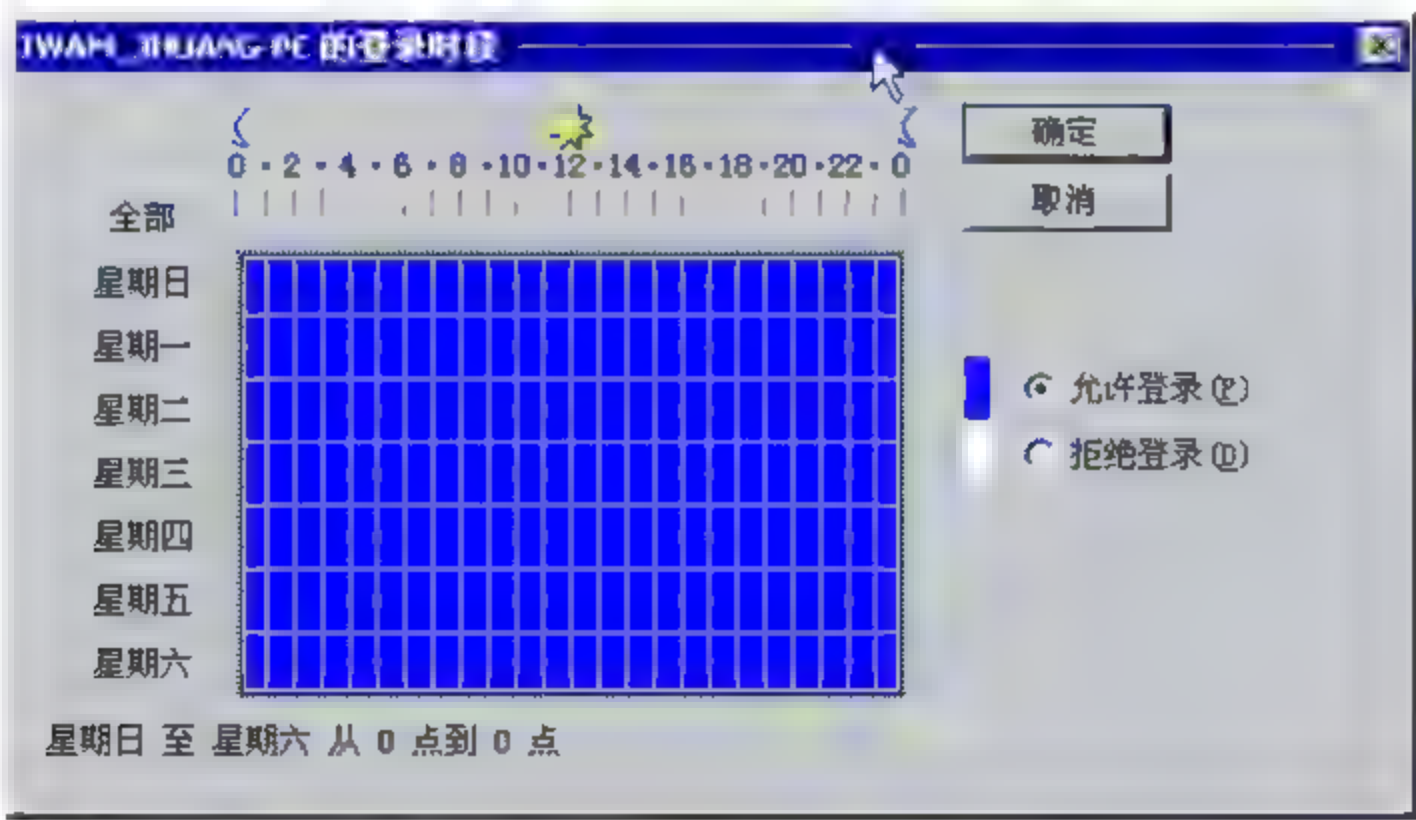 的登录时段
0·2·4·6·8·10·12·14·16·18·20·22·0
确定
取消
全部
星期日
星期一
星期二
星期三
星期四
星期五
星期六
允许登录(P)
拒绝登录(D)
星期日 至 星期六 从 0 点到 0 点